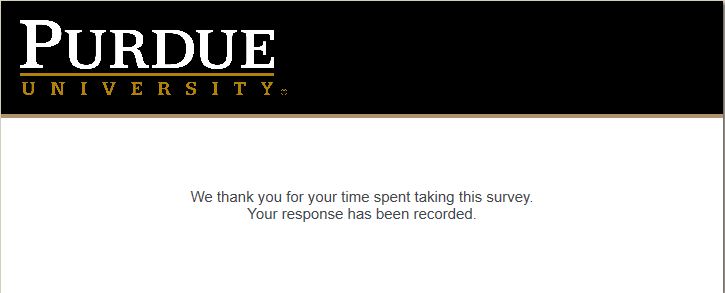 PURDUE
UNIVERSITY
We thank you for your time spent taking this survey.
Your response has been recorded.